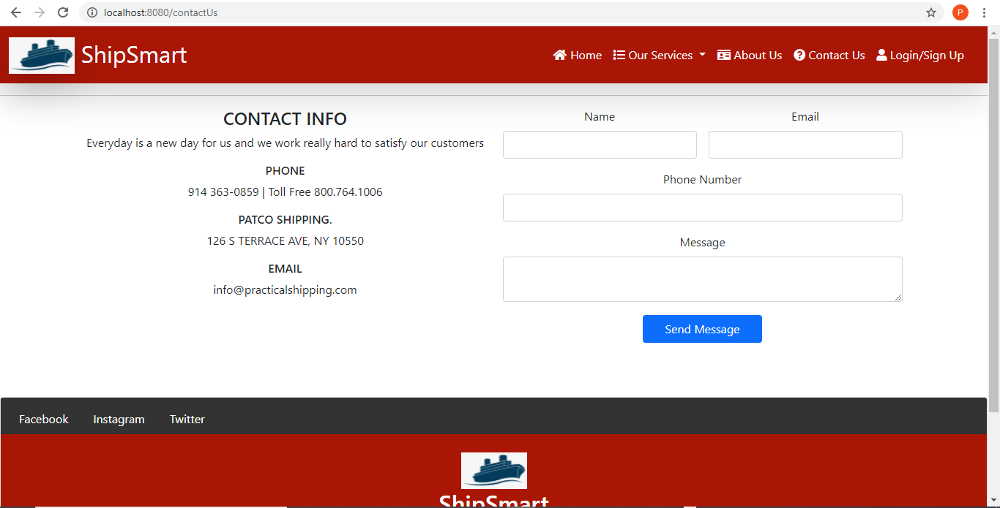 localhost:8080/contactUs
P
ShipSmart
Home Our Services About Us Contact Us Login/Sign Up
CONTACT INFO
Everyday is a new day for us and we work really hard to satisfy our customers
PHONE
914 363-0859 | Toll Free 800.764.1006
PATCO SHIPPING.
126 S TERRACE AVE, NY 10550
EMAIL
info@practicalshipping.com
Name Email
Phone Number
Message
Send Message
Facebook Instagram Twitter
ShipSmart